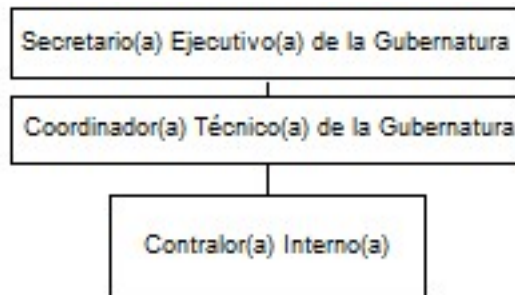 Secretario(a) Ejecutivo(a) de la Gubernatura
Coordinador(a) Técnico(a) de la Gubernatura
Contralor(a) Interno(a)